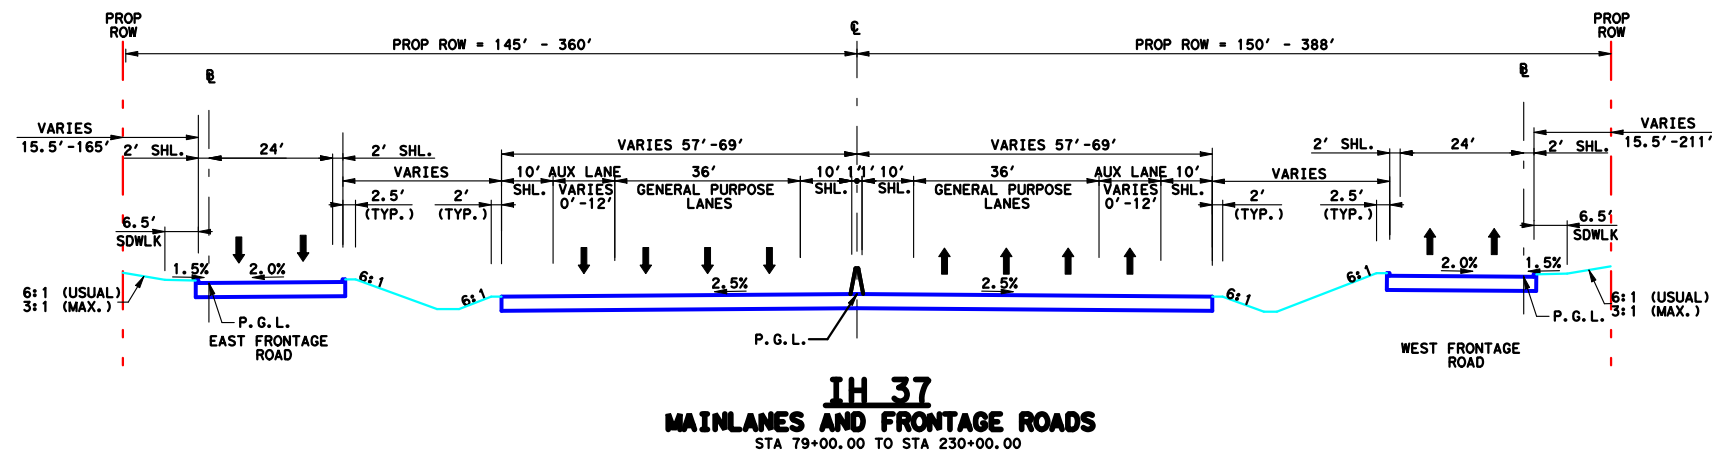 PROP
ROW
PROP ROW = 145' - 360'
℄
PROP ROW = 150' - 388'
PROP
ROW
VARIES
15.5'-165'
2' SHL.
24'
2' SHL.
VARIES
2.5'
(TYP.)
2'
(TYP.)
6.5'
SDWLK
VARIES 57'-69'
10'
SHL.
AUX LANE
VARIES
0'-12'
36'
GENERAL PURPOSE
LANES
10'
SHL.
1'
1'
VARIES 57'-69'
10'
SHL.
36'
GENERAL PURPOSE
LANES
AUX LANE
VARIES
0'-12'
10'
SHL.
2'
(TYP.)
VARIES
2.5'
(TYP.)
2' SHL.
24'
2' SHL.
VARIES
15.5'-211'
6.5'
SDWLK
1.5%
2.0%
6:1
6:1
2.5%
2.5%
6:1
6:1
2.0%
1.5%
6:1 (USUAL)
3:1 (MAX.)
P.G.L.
EAST FRONTAGE
ROAD
P.G.L.
P.G.L.
6:1 (USUAL)
3:1 (MAX.)
WEST FRONTAGE
ROAD
IH 37
MAINLANES AND FRONTAGE ROADS
STA 79+00.00 TO STA 230+00.00